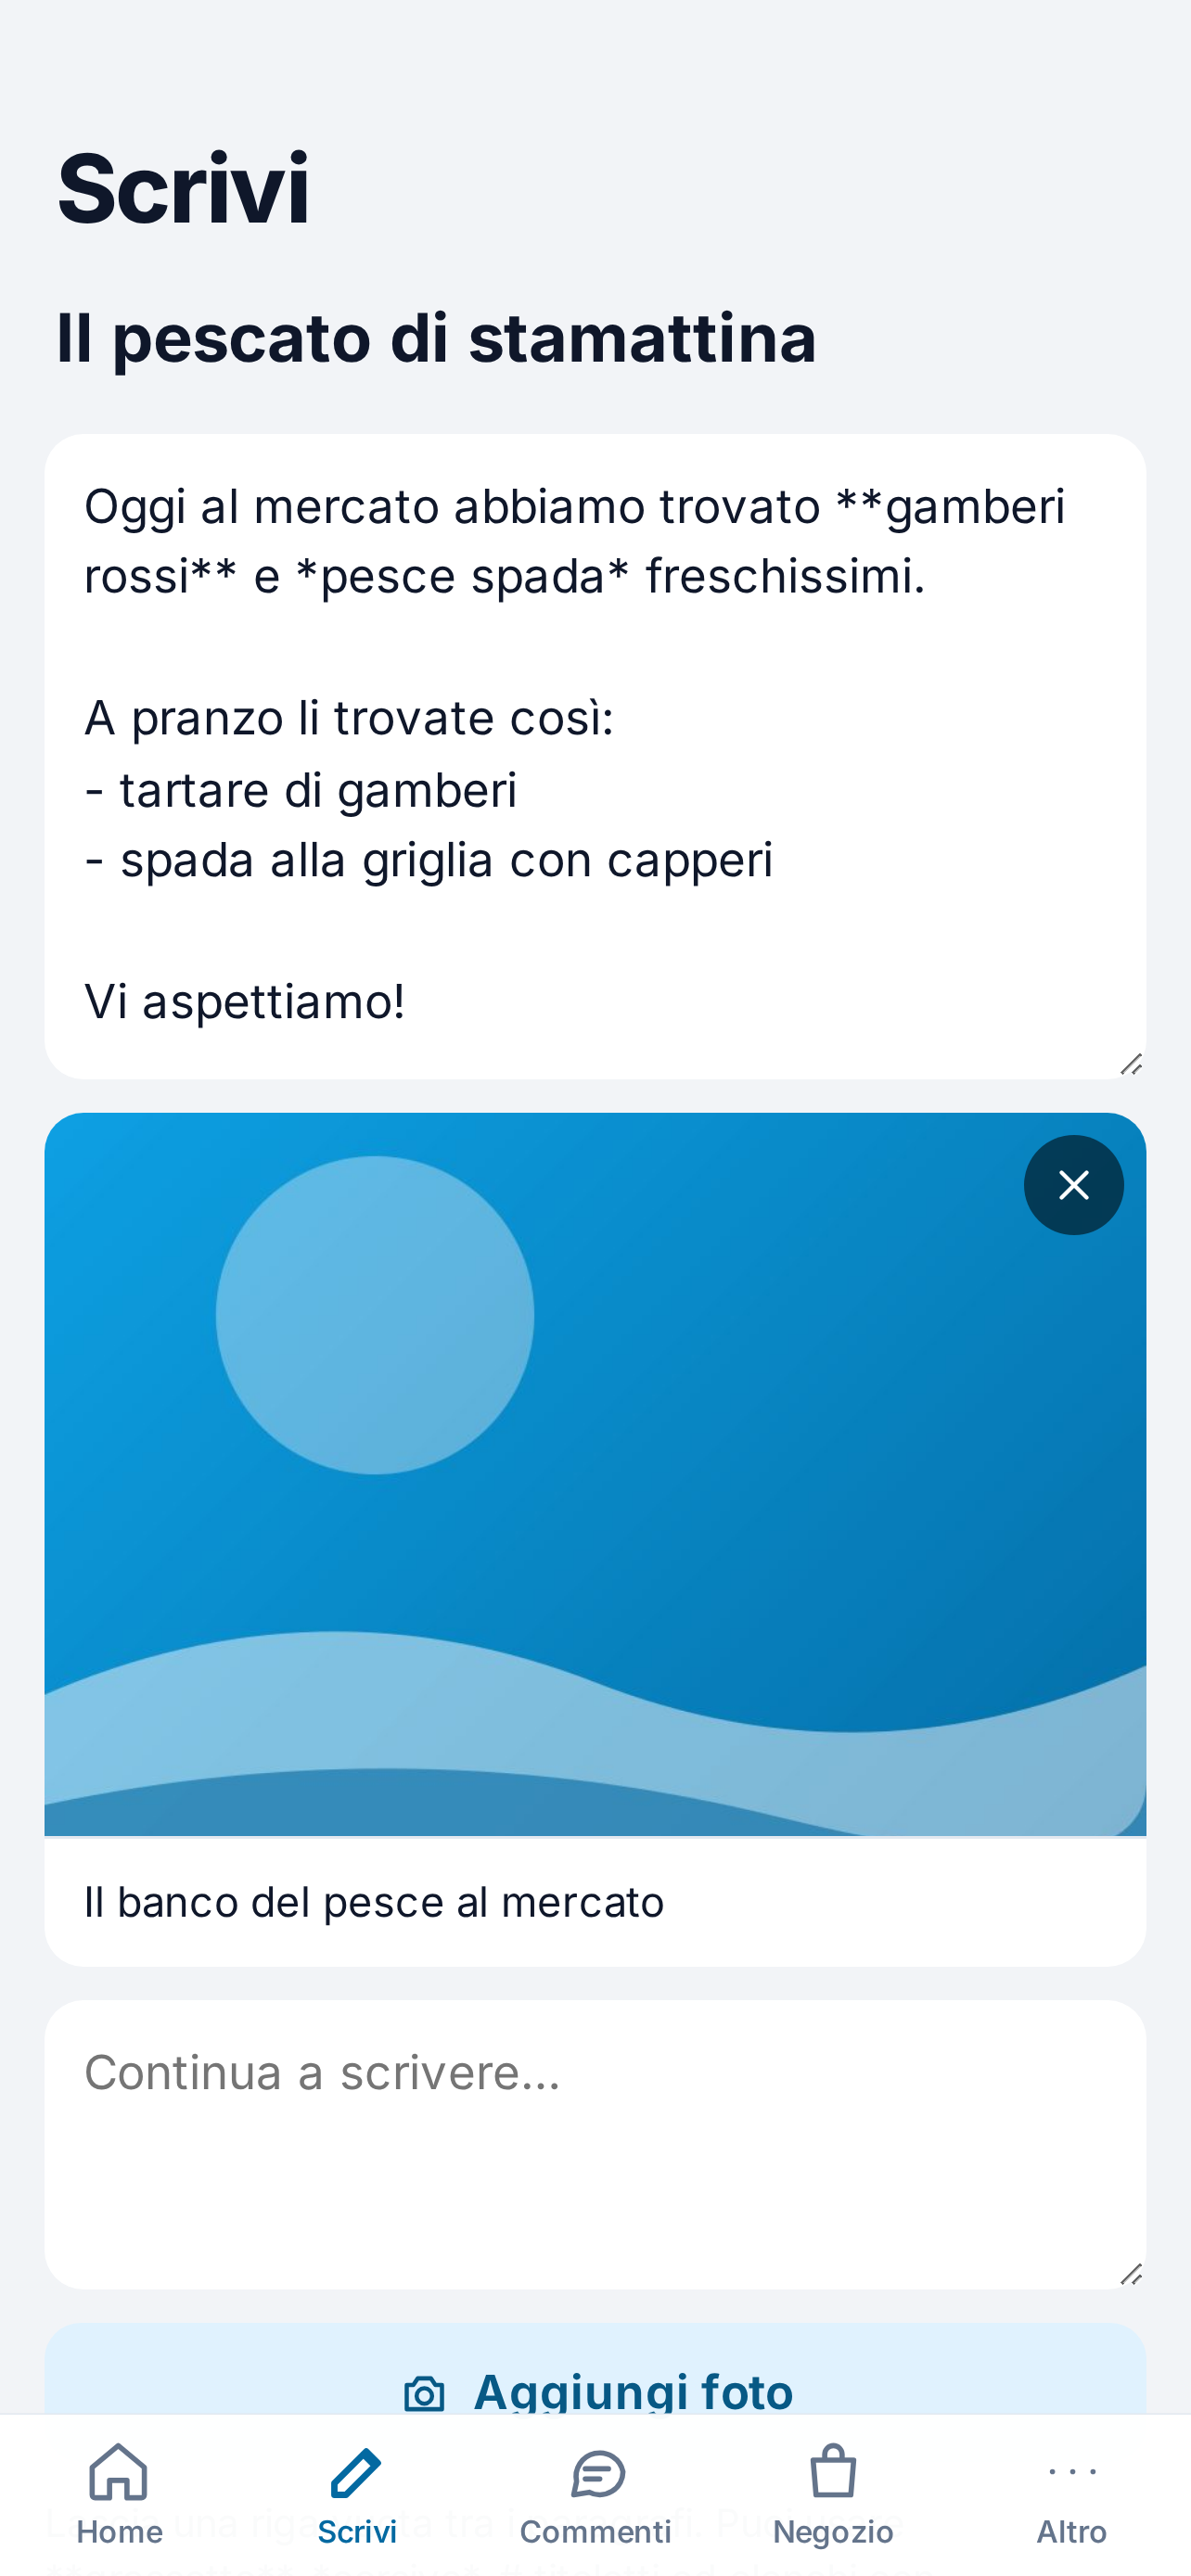 Scrivi
Il pescato di stamattina
Oggi al mercato abbiamo trovato **gamberi
rossi** e *pesce spada* freschissimi.
A pranzo li trovate così:
- tartare di gamberi
- spada alla griglia con capperi
Vi aspettiamo!
Il banco del pesce al mercato
Continua a scrivere...
Aggiungi foto
Home
Scrivi
Commenti
Negozio
Altro